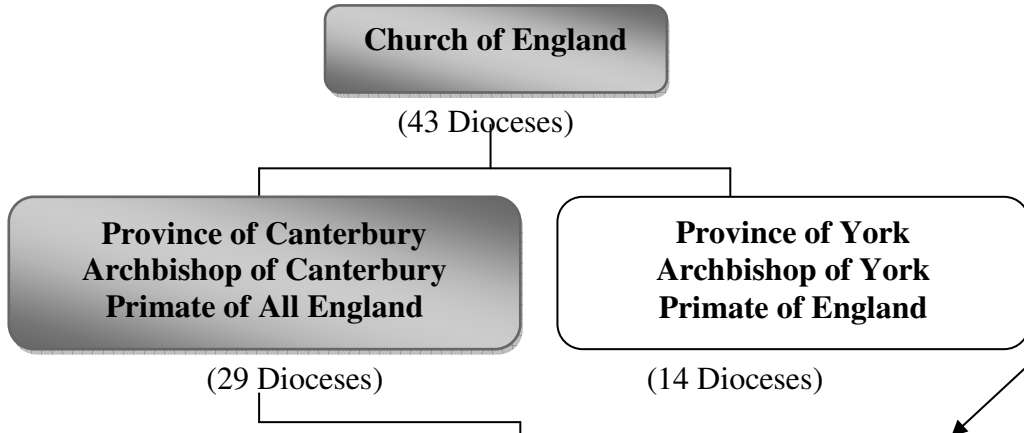 Church of England
(43 Dioceses)
Province of Canterbury
Archbishop of Canterbury
Primate of All England
Province of York
Archbishop of York
Primate of England
(29 Dioceses)
(14 Dioceses)